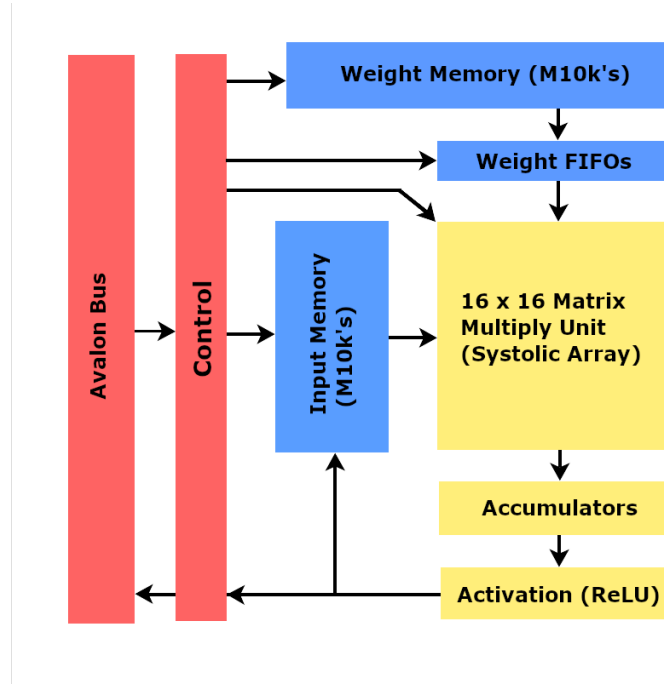 Weight Memory (M10k's)
Weight FIFOs
Avalon Bus
Control
Input Memory
(M10k's)
16 x 16 Matrix
Multiply Unit
(Systolic Array)
Accumulators
Activation (ReLU)